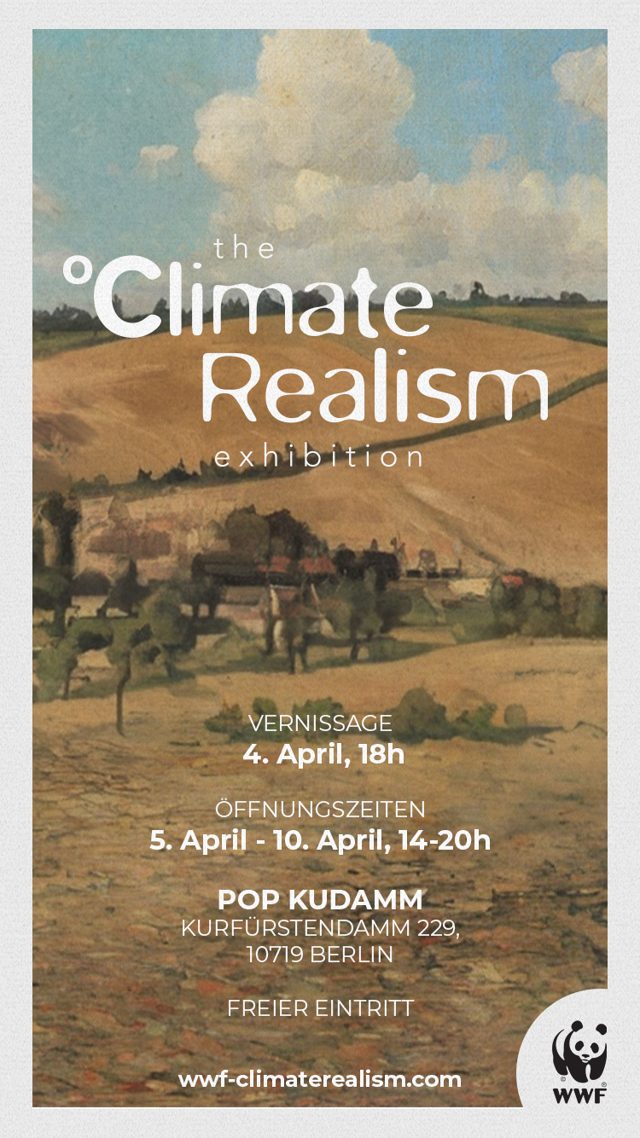 the
°Climate
Realism
exhibition
VERNISSAGE
4. April, 18h
ÖFFNUNGSZEITEN
5. April - 10. April, 14-20h
POP KUDAMM
KURFÜRSTENDAMM 229,
10719 BERLIN
FREIER EINTRITT
wwf-climaterealism.com
© ®
WWF